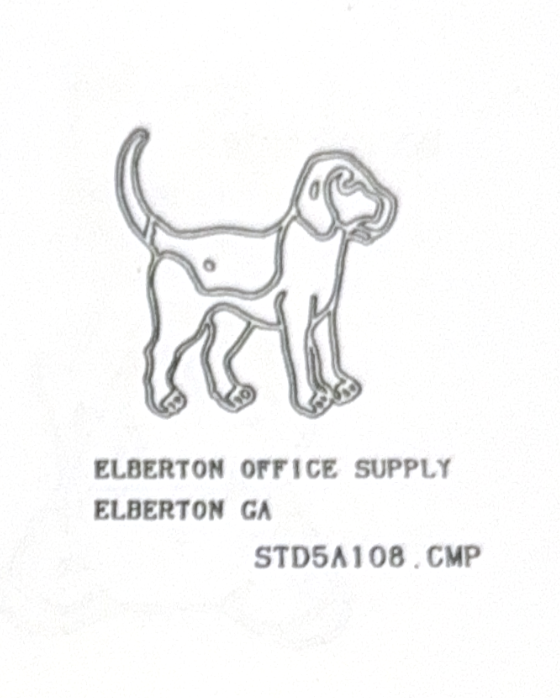 ELBERTON OFFICE SUPPLY
ELBERTON GA
STD5A108.CMP